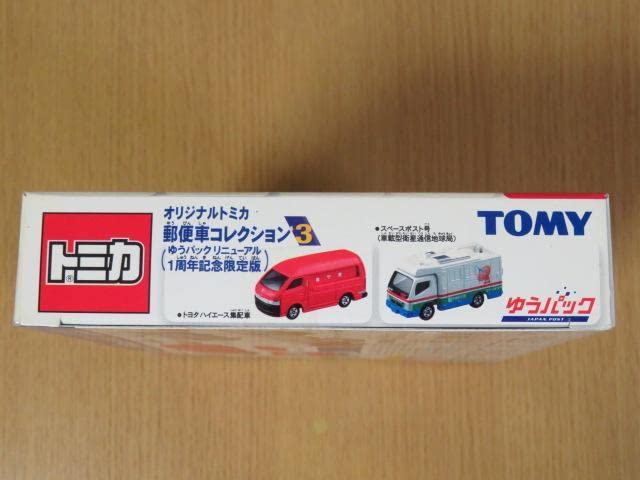 トミカ
®
オリジナルトミカ
郵便車コレクション3
ゆうパックリニューアル
(1周年記念限定版)
●トヨタハイエース集配車
●スペースポスト号
(車載型衛星通信地球局)
TOMY
ゆうパック
JAPAN POST